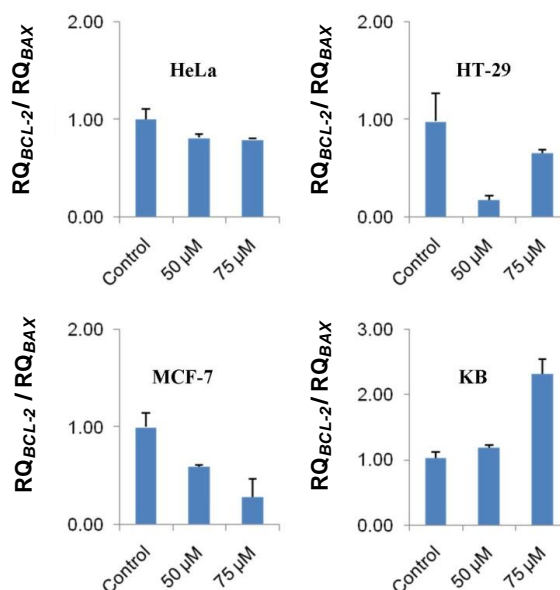 RQBCL-2 / RQBAX
2.00
1.00
0.00
HeLa
Control
50 µM
75 µM
RQBCL-2 / RQBAX
2.00
1.00
0.00
HT-29
Control
50 µM
75 µM
RQBCL-2 / RQBAX
2.00
1.00
0.00
MCF-7
Control
50 µM
75 µM
RQBCL-2 / RQBAX
3.00
2.00
1.00
0.00
KB
Control
50 µM
75 µM